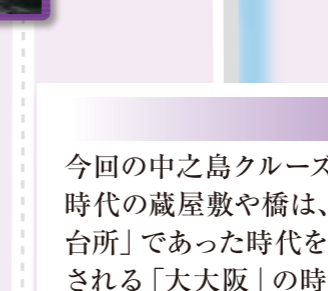 今回の中之島クルーズ
時代の蔵屋敷や橋は、
台所」であった時代を
される「大大阪」の時